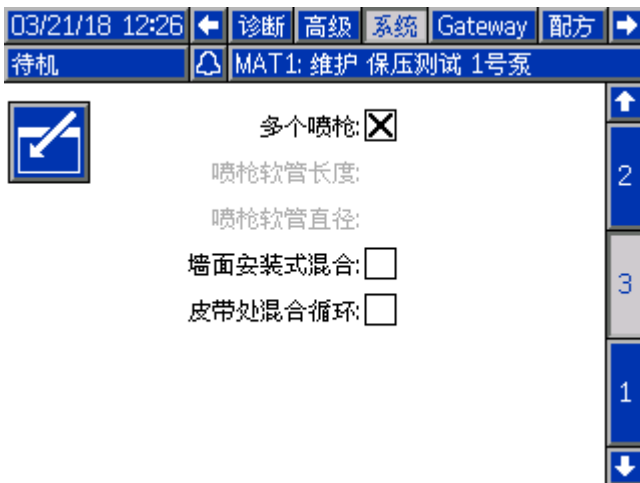 03/21/18 12:26 诊断 高级 系统 Gateway 配方
待机 MAT1: 维护 保压测试 1号泵
多个喷枪:
喷枪软管长度:
喷枪软管直径:
墙面安装式混合:
皮带处混合循环:
2
3
1